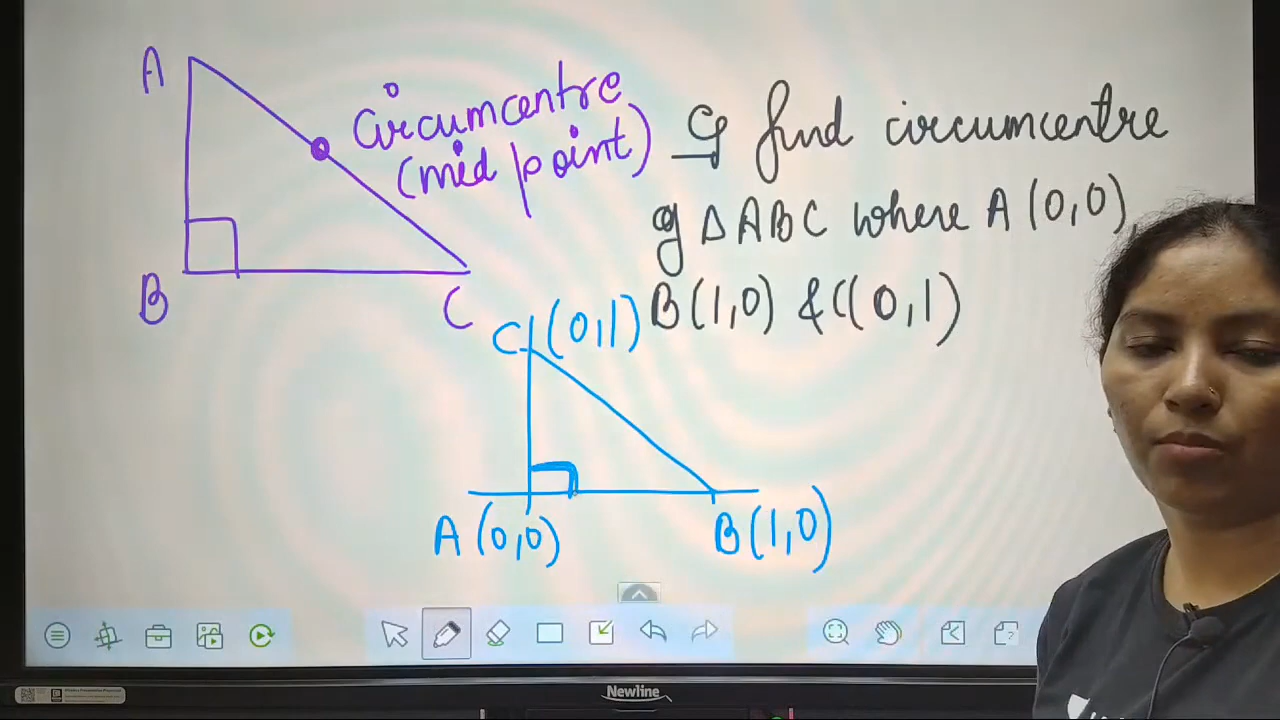 A
circumcentre
(mid point)
B
C
Q find circumcentre
of ΔABC where A(0,0),
B(1,0) & C(0,1)
C(0,1)
A(0,0)
B(1,0)
Newline